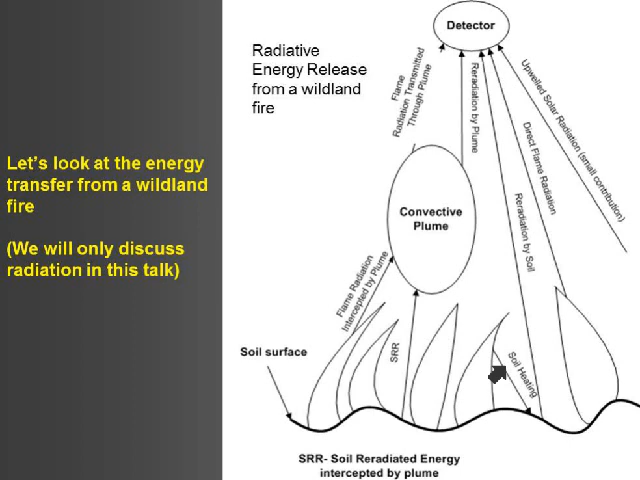 Let's look at the energy
transfer from a wildland
fire
(We will only discuss
radiation in this talk)
Radiative
Energy Release
from a wildland
fire
Detector
Flame
Radiation Transmitted
Through Plume
Reradiation by Plume
Upwelled Solar Radiation (small contribution)
Direct Flame Radiation
Reradiation by Soil
Convective
Plume
Flame Radiation
Intercepted by Plume
SRR
Soil Heating
Soil surface
SRR- Soil Reradiated Energy
intercepted by plume